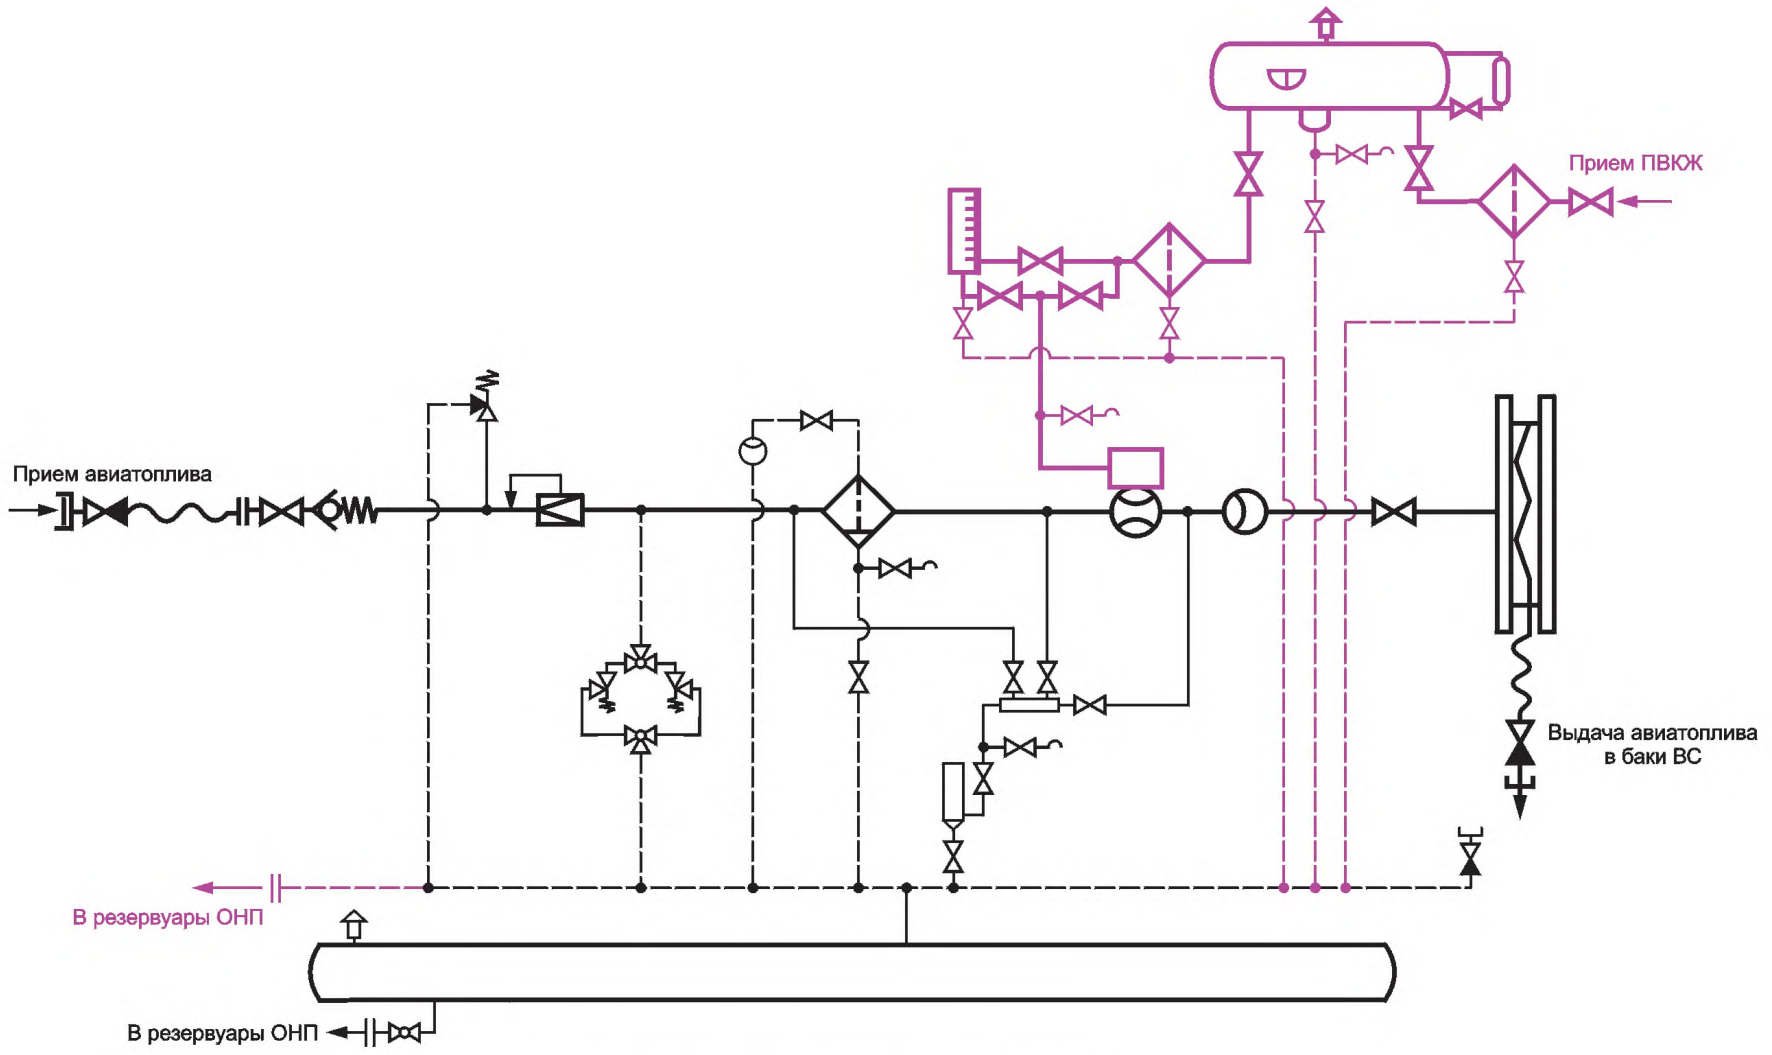 Прием ПВКЖ
Прием авиатоплива
Выдача авиатоплива
в баки ВС
В резервуары ОНП
В резервуары ОНП